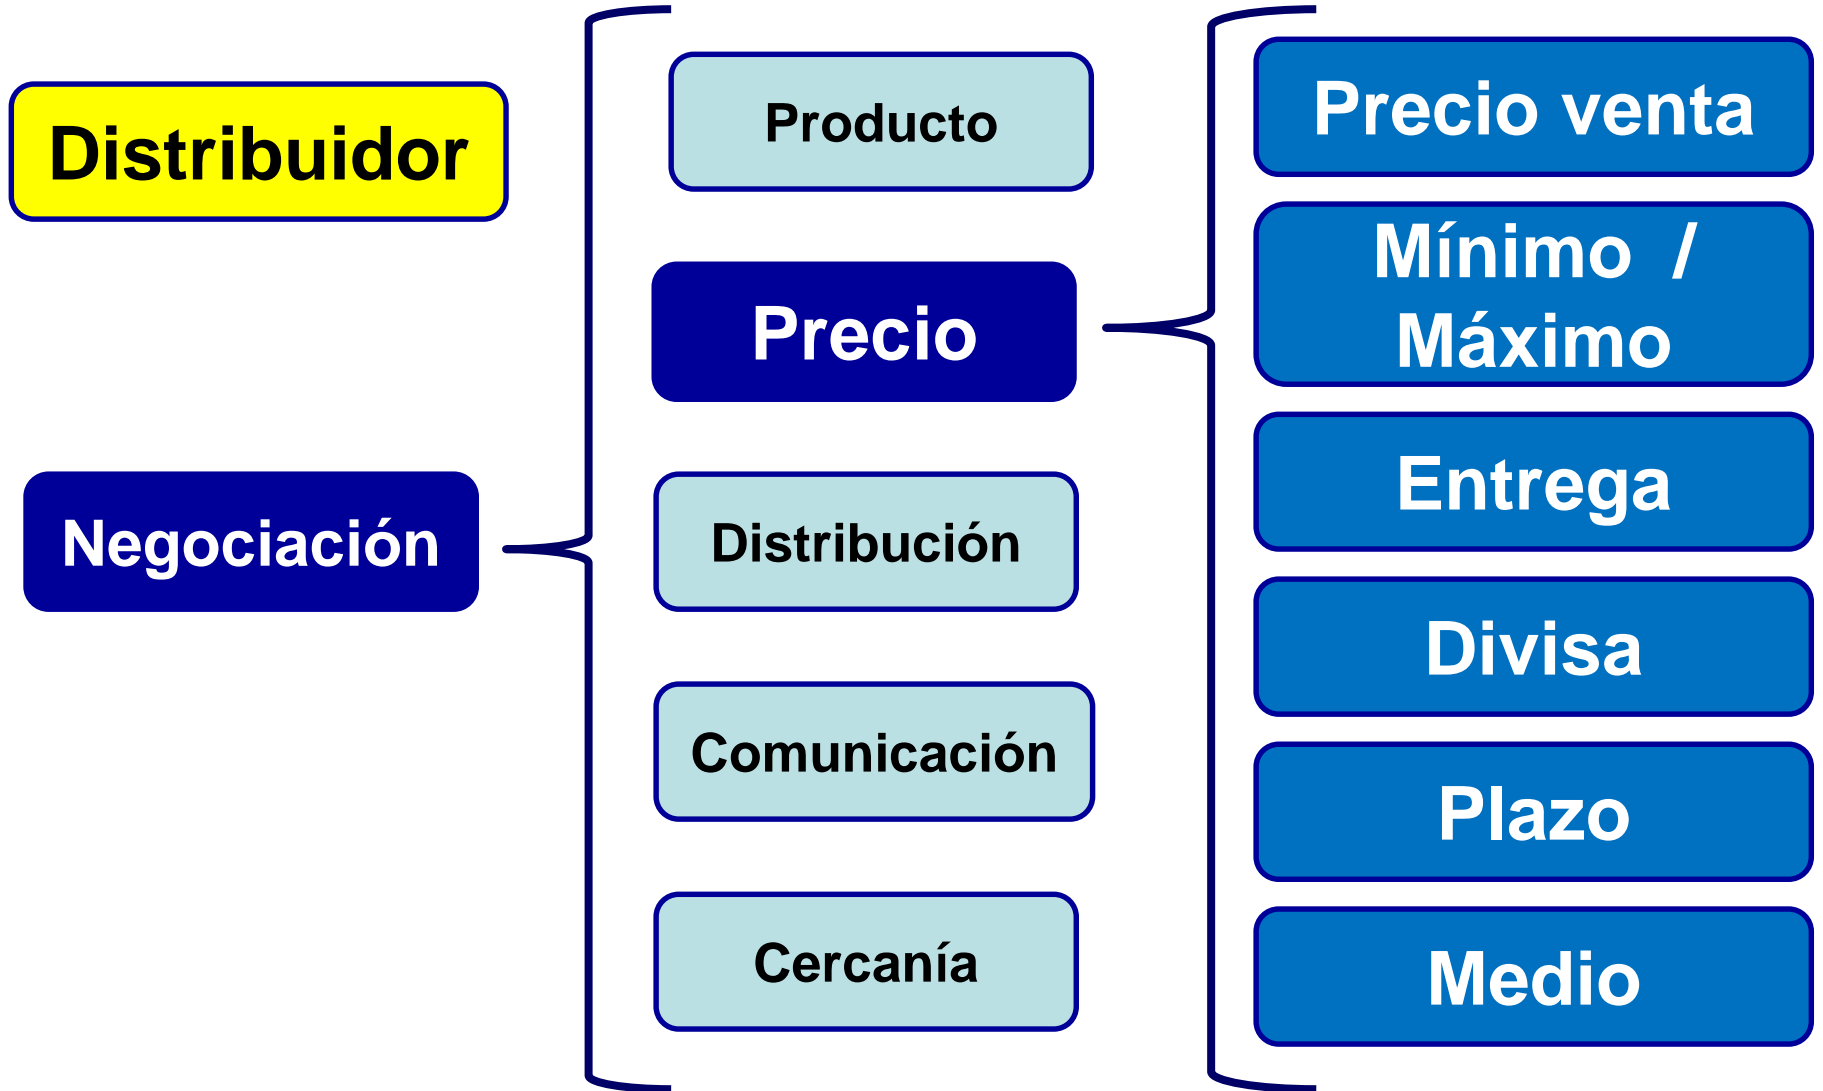 Distribuidor
Negociación
Producto
Precio
Distribución
Comunicación
Cercanía
Precio venta
Mínimo /
Máximo
Entrega
Divisa
Plazo
Medio